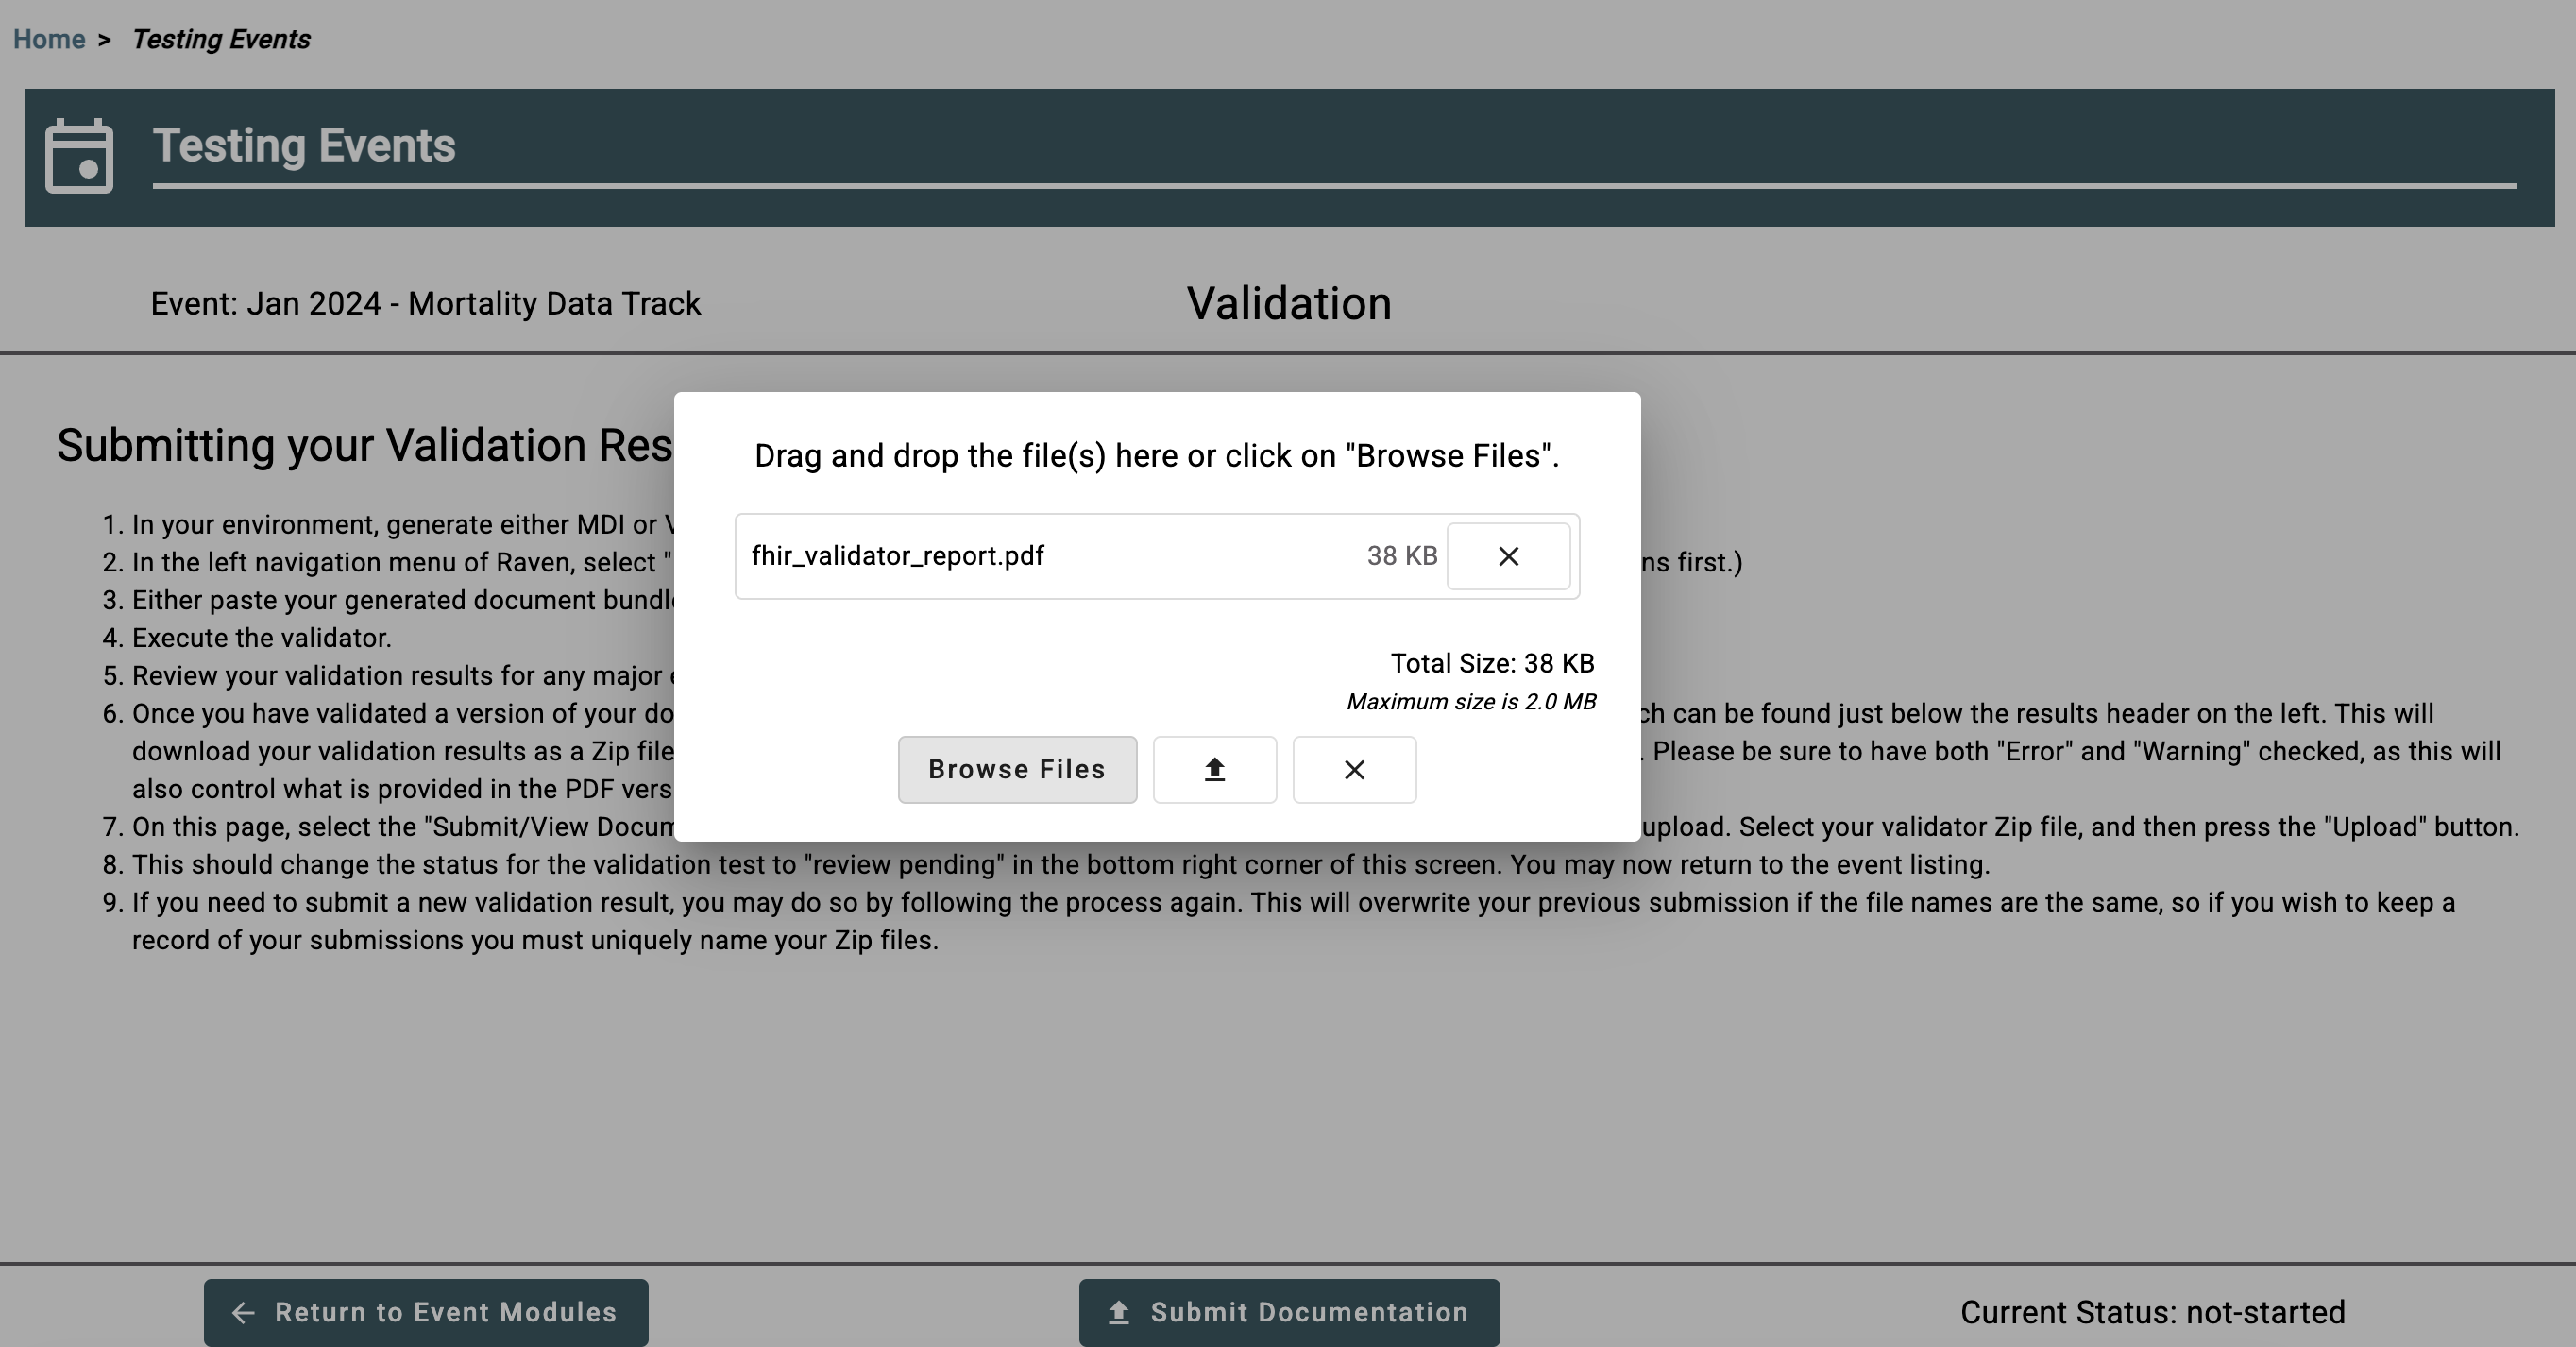 Home > Testing Events
Testing Events
Event: Jan 2024 - Mortality Data Track
Validation
Submitting your Validation Res
Drag and drop the file(s) here or click on "Browse Files".
fhir_validator_report.pdf 38 KB
Total Size: 38 KB
Maximum size is 2.0 MB
Browse Files
1. In your environment, generate either MDI or
2. In the left navigation menu of Raven, select " ns first.)
3. Either paste your generated document bundle
4. Execute the validator.
5. Review your validation results for any major
6. Once you have validated a version of your do ch can be found just below the results header on the left. This will
download your validation results as a Zip file . Please be sure to have both "Error" and "Warning" checked, as this will
also control what is provided in the PDF vers
7. On this page, select the "Submit/View Docum upload. Select your validator Zip file, and then press the "Upload" button.
8. This should change the status for the validation test to "review pending" in the bottom right corner of this screen. You may now return to the event listing.
9. If you need to submit a new validation result, you may do so by following the process again. This will overwrite your previous submission if the file names are the same, so if you wish to keep a
record of your submissions you must uniquely name your Zip files.
Return to Event Modules
Submit Documentation
Current Status: not-started